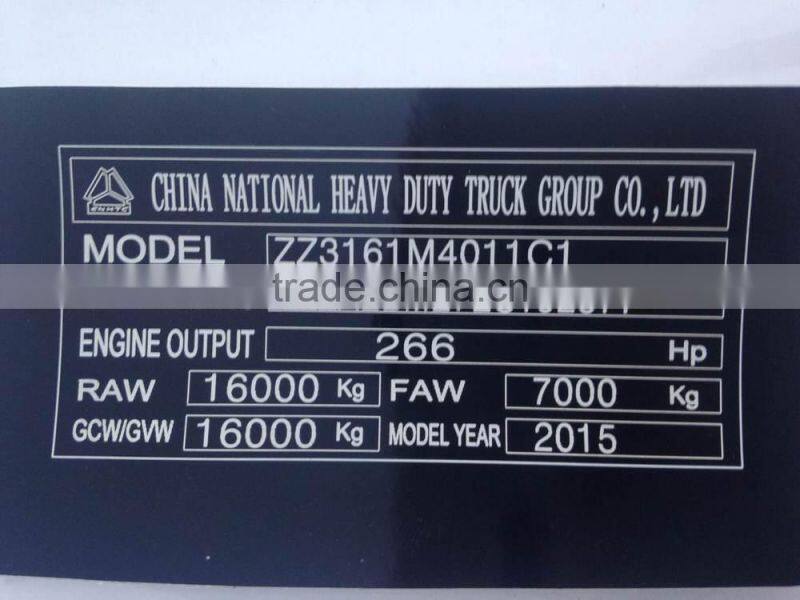 CNHTC CHINA NATIONAL HEAVY DUTY TRUCK GROUP CO.,LTD
MODEL ZZ3161M4011C1
trade.china.cn
ENGINE OUTPUT 266 Hp
RAW 16000 Kg FAW 7000 Kg
GCW/GVW 16000 Kg MODEL YEAR 2015